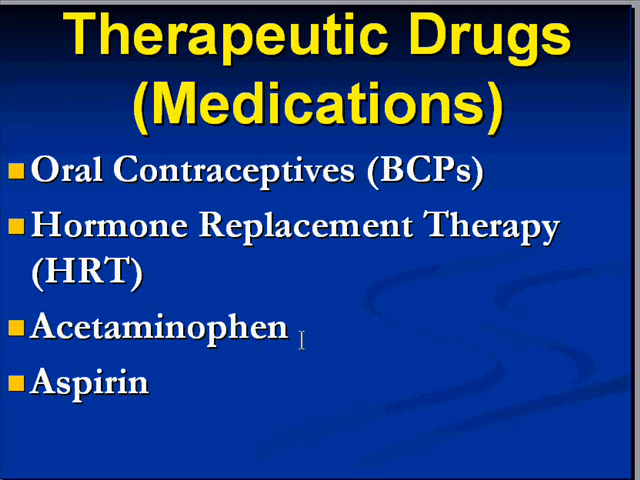 Therapeutic Drugs
(Medications)
Oral Contraceptives (BCPs)
Hormone Replacement Therapy
(HRT)
Acetaminophen
Aspirin